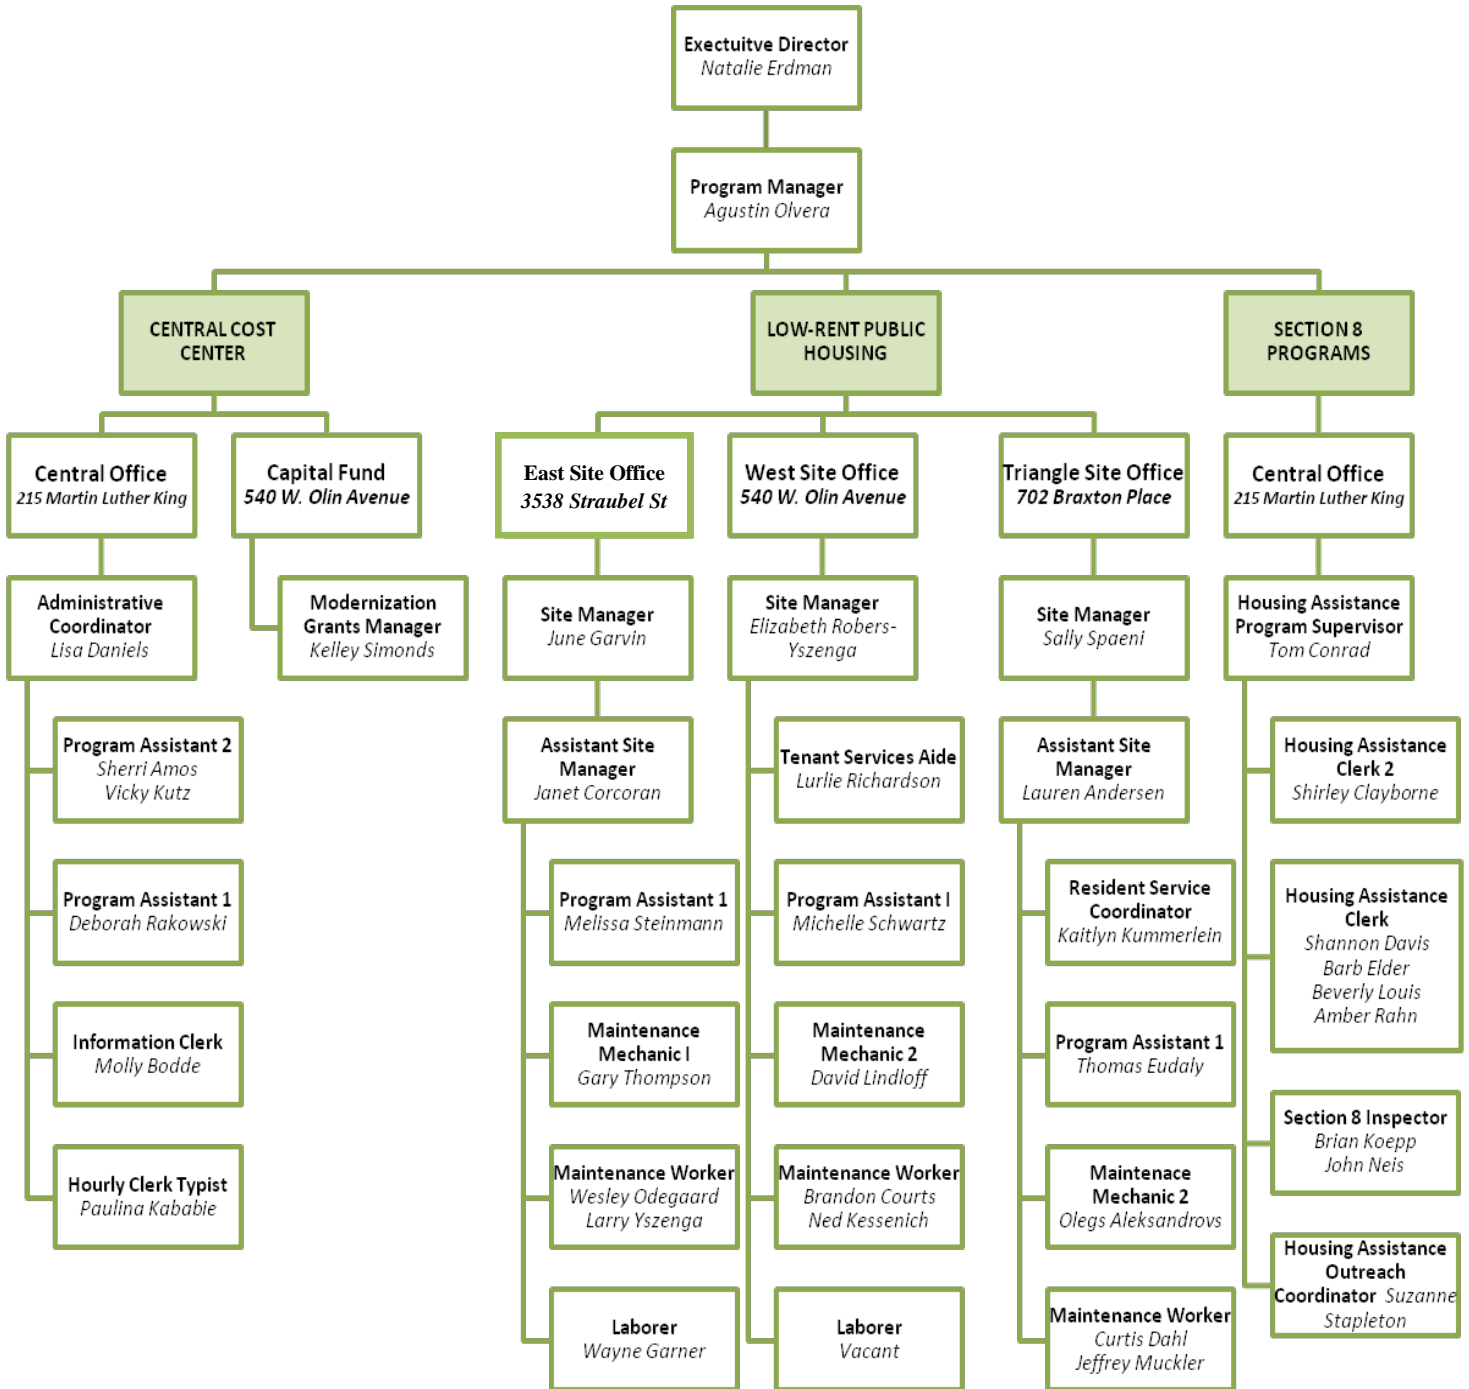 Exectuitve Director
Natalie Erdman
Program Manager
Agustin Olvera
CENTRAL COST
CENTER
LOW-RENT PUBLIC
HOUSING
SECTION 8
PROGRAMS
Central Office
215 Martin Luther King
Capital Fund
540 W. Olin Avenue
East Site Office
3538 Straubel St
West Site Office
540 W. Olin Avenue
Triangle Site Office
702 Braxton Place
Central Office
215 Martin Luther King
Administrative
Coordinator
Lisa Daniels
Modernization
Grants Manager
Kelley Simonds
Site Manager
June Garvin
Site Manager
Elizabeth Robers-
Yszenga
Site Manager
Sally Spaeni
Housing Assistance
Program Supervisor
Tom Conrad
Program Assistant 2
Sherri Amos
Vicky Kutz
Assistant Site
Manager
Janet Corcoran
Tenant Services Aide
Lurlie Richardson
Assistant Site
Manager
Lauren Andersen
Housing Assistance
Clerk 2
Shirley Clayborne
Program Assistant 1
Deborah Rakowski
Program Assistant 1
Melissa Steinmann
Program Assistant I
Michelle Schwartz
Resident Service
Coordinator
Kaitlyn Kummerlein
Housing Assistance
Clerk
Shannon Davis
Barb Elder
Beverly Louis
Amber Rahn
Information Clerk
Molly Bodde
Maintenance
Mechanic I
Gary Thompson
Maintenance
Mechanic 2
David Lindloff
Program Assistant 1
Thomas Eudaly
Section 8 Inspector
Brian Koepp
John Neis
Hourly Clerk Typist
Paulina Kababie
Maintenance Worker
Wesley Odegaard
Larry Yszenga
Maintenance Worker
Brandon Courts
Ned Kessenich
Maintenace
Mechanic 2
Olegs Aleksandrovs
Housing Assistance
Outreach
Coordinator Suzanne
Stapleton
Laborer
Wayne Garner
Laborer
Vacant
Maintenance Worker
Curtis Dahl
Jeffrey Muckler